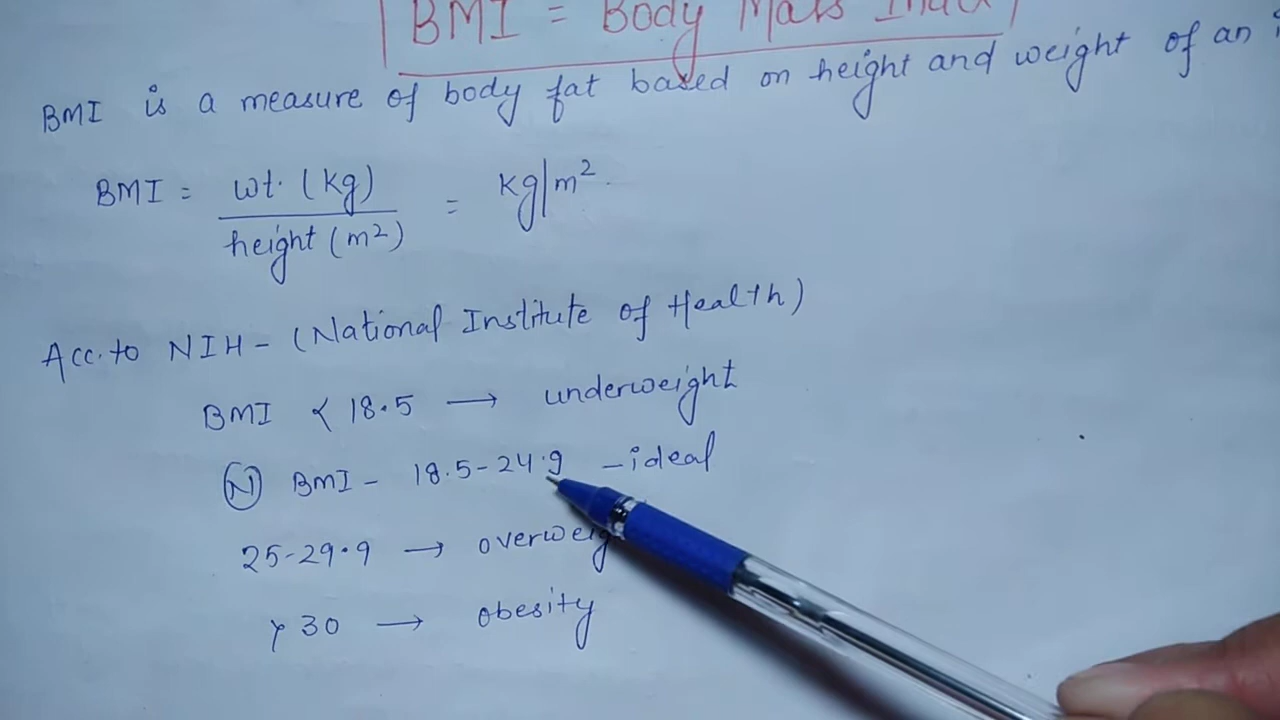 BMI = Body Mass Index
BMI is a measure of body fat based on height and weight of an
BMI = wt. (Kg) / height (m²) = Kg/m²
Acc. to NIH - (National Institute of Health)
BMI < 18.5 → underweight
(N) BMI - 18.5-24.9 - ideal
25-29.9 → overweig
> 30 → obesity